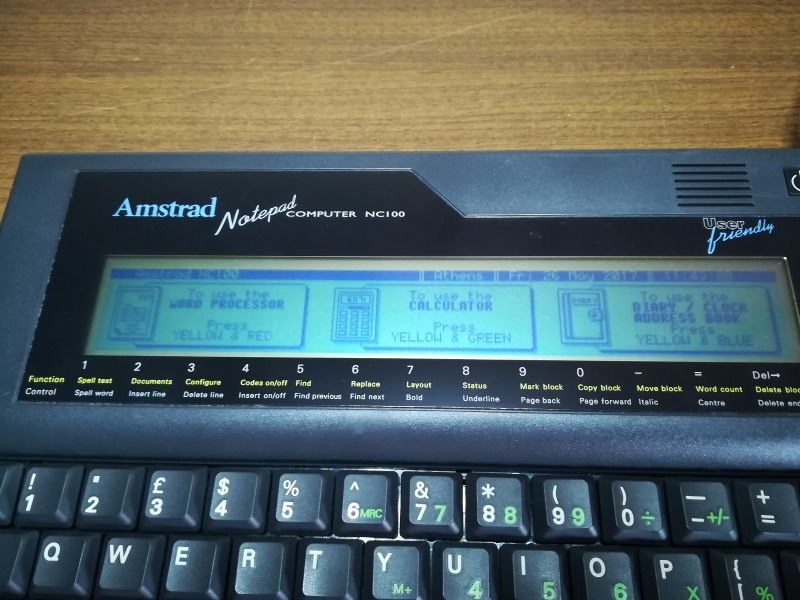 Amstrad Notepad COMPUTER NC100
User friendly
Amstrad NC100 Athens Fri 26 May 2017
To use the WORD PROCESSOR Press YELLOW & RED
To use the CALCULATOR Press YELLOW & GREEN
DIARY
To use the DIARY / CLOCK ADDRESS BOOK Press YELLOW & BLUE
1 2 3 4 5 6 7 8 9 0 – = Del→
Function Spell text Documents Configure Codes on/off Find Replace Layout Status Mark block Copy block Move block Word count Delete
Control Spell word Insert line Delete line Insert on/off Find previous Find next Bold Underline Page back Page forward Italic Centre Delete
! " £ $ % ^ & * ( ) — +
1 2 3 4 5 6 MRC 7 7 8 8 9 9 0 ÷ – +/- =
Q W E R T Y M+ U 4 I 5 O 6 P X { [ %